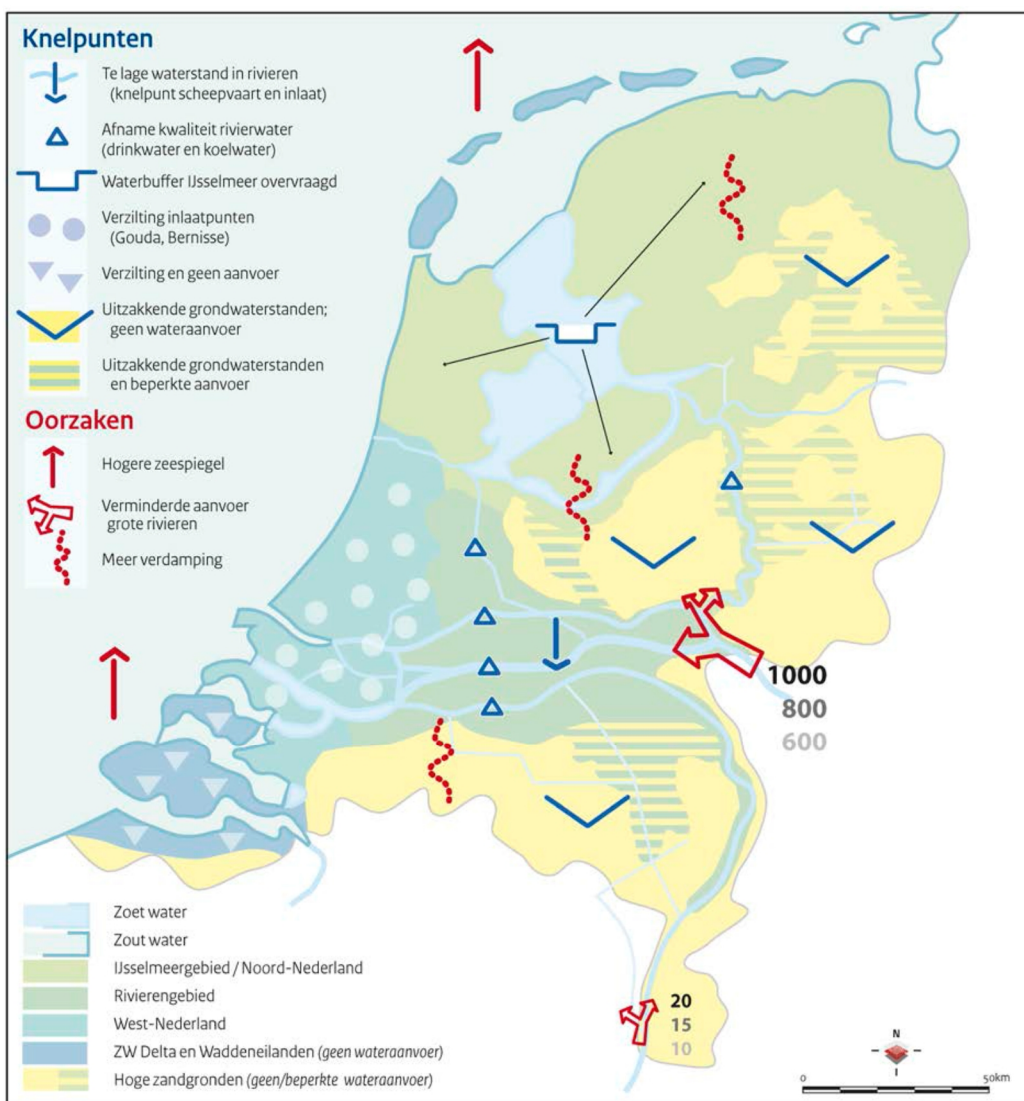 Knelpunten
Te lage waterstand in rivieren
(knelpunt scheepvaart en inlaat)
Afname kwaliteit rivierwater
(drinkwater en koelwater)
Waterbuffer IJsselmeer overvraagd
Verzilting inlaatpunten
(Gouda, Bernisse)
Verzilting en geen aanvoer
Uitzakkende grondwaterstanden;
geen wateraanvoer
Uitzakkende grondwaterstanden
en beperkte aanvoer
Oorzaken
Hogere zeespiegel
Verminderde aanvoer
grote rivieren
Meer verdamping
1000
800
600
Zoet water
Zout water
IJsselmeergebied / Noord-Nederland
Rivierengebied
West-Nederland
ZW Delta en Waddeneilanden (geen wateraanvoer)
Hoge zandgronden (geen/beperkte wateraanvoer)
20
15
10
N
0 50km